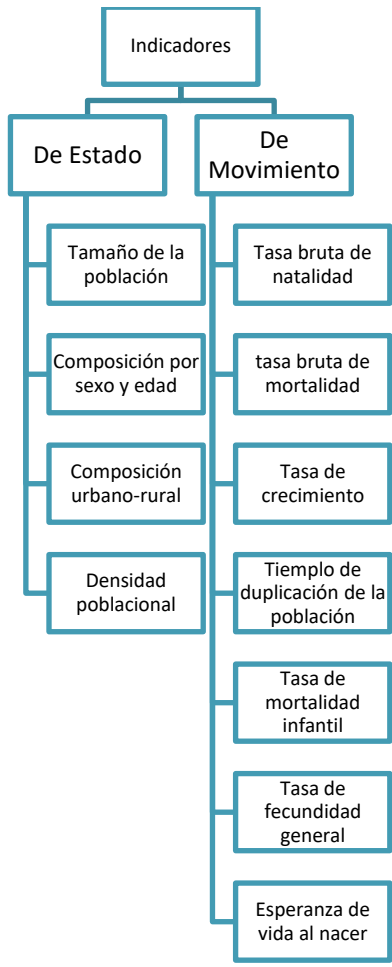 Indicadores
De Estado
Tamaño de la
población
Composición por
sexo y edad
Composición
urbano-rural
Densidad
poblacional
De
Movimiento
Tasa bruta de
natalidad
tasa bruta de
mortalidad
Tasa de
crecimiento
Tiemplo de
duplicación de la
población
Tasa de
mortalidad
infantil
Tasa de
fecundidad
general
Esperanza de
vida al nacer